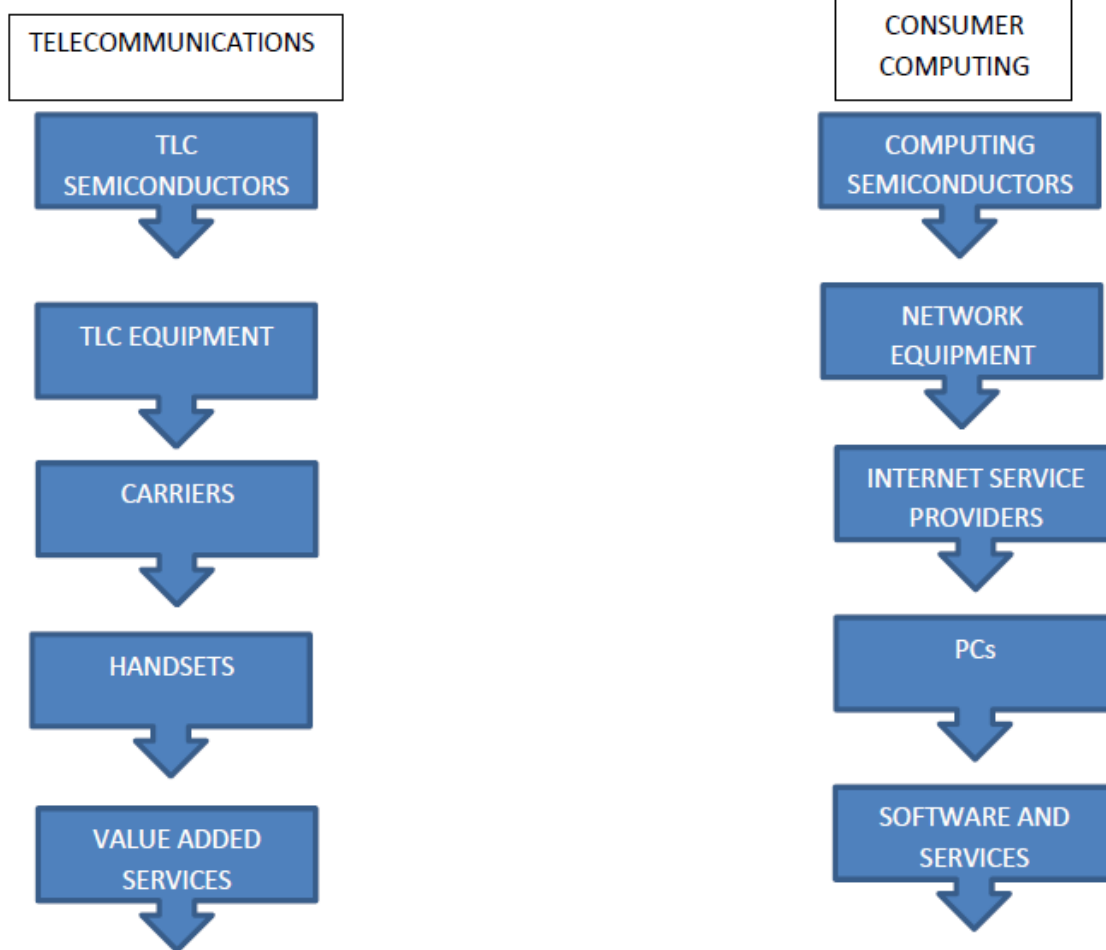 TELECOMMUNICATIONS
TLC
SEMICONDUCTORS
TLC EQUIPMENT
CARRIERS
HANDSETS
VALUE ADDED
SERVICES
CONSUMER
COMPUTING
COMPUTING
SEMICONDUCTORS
NETWORK
EQUIPMENT
INTERNET SERVICE
PROVIDERS
PCs
SOFTWARE AND
SERVICES